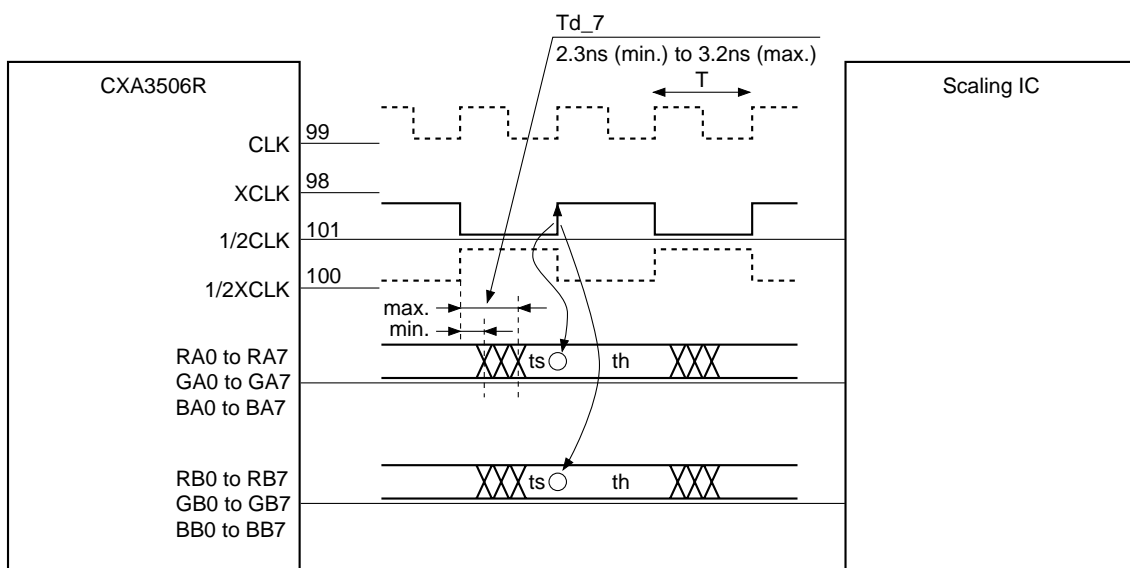 Td_7
2.3ns (min.) to 3.2ns (max.)
CXA3506R
T
Scaling IC
CLK
99
XCLK
98
1/2CLK
101
1/2XCLK
100
max.
min.
RA0 to RA7
GA0 to GA7
BA0 to BA7
ts
th
RB0 to RB7
GB0 to GB7
BB0 to BB7
ts
th